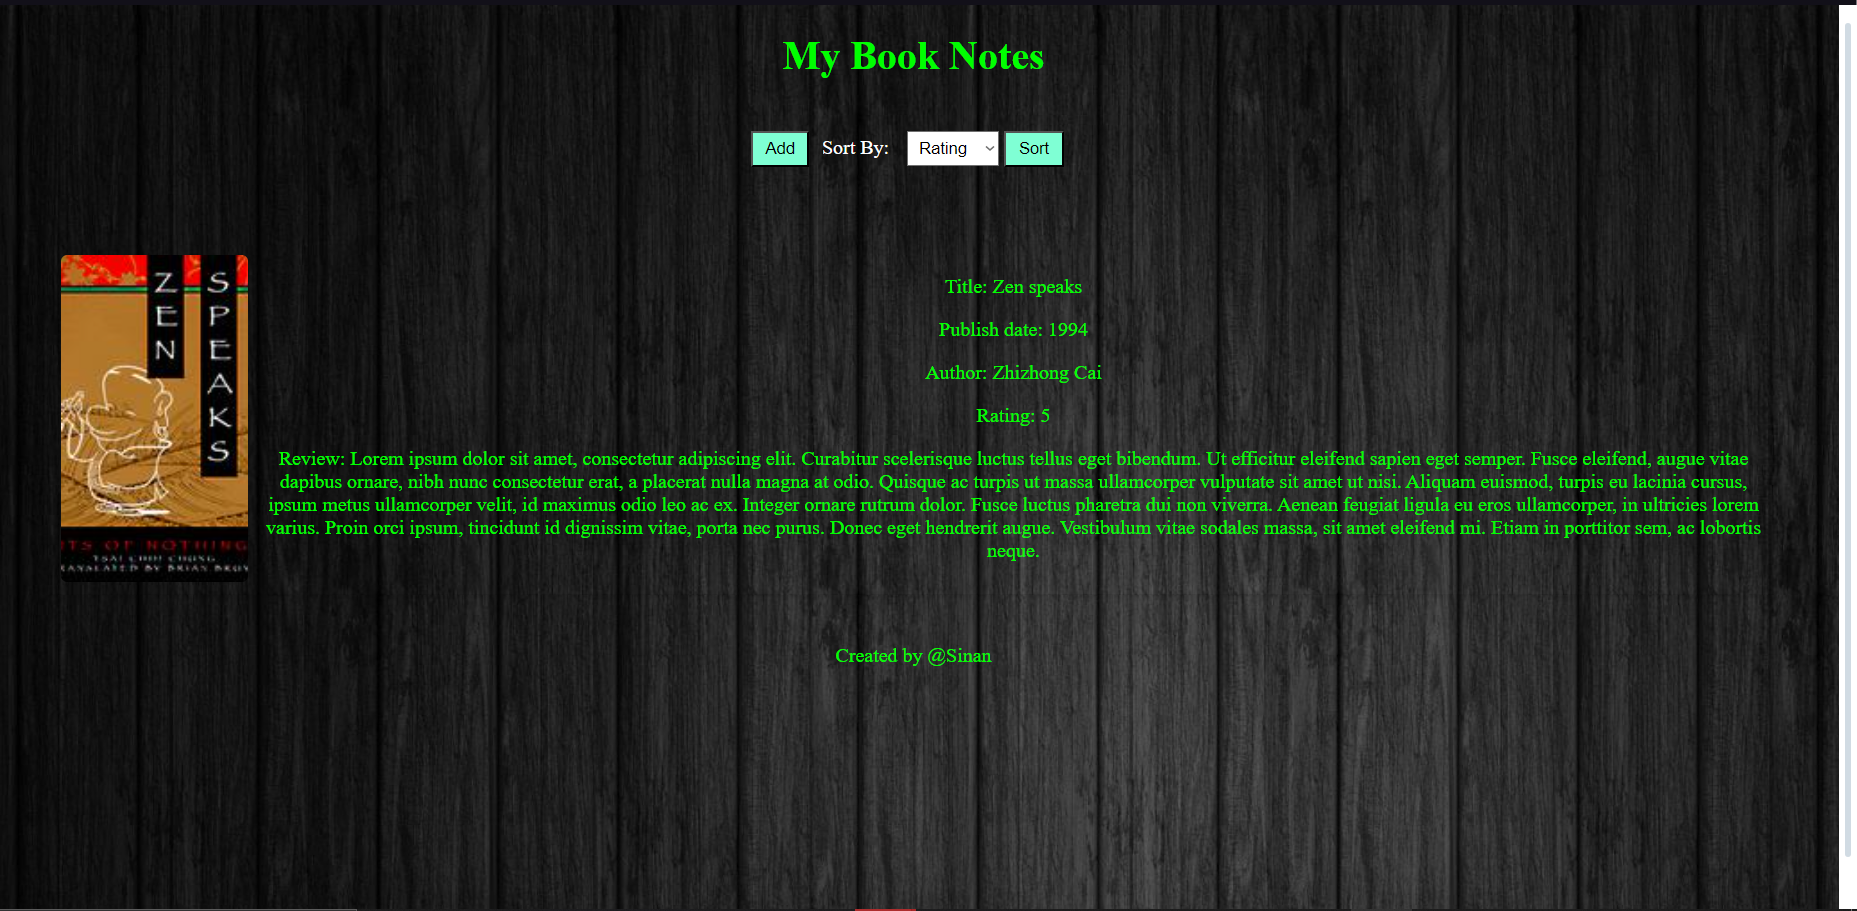 My Book Notes
Add Sort By: Rating Sort
ZEN
SPEAKS
ITS OF NOTHING
TSAI CHIH CHUNG
RANSLATED BY BRIAN BRUY
Title: Zen speaks
Publish date: 1994
Author: Zhizhong Cai
Rating: 5
Review: Lorem ipsum dolor sit amet, consectetur adipiscing elit. Curabitur scelerisque luctus tellus eget bibendum. Ut efficitur eleifend sapien eget semper. Fusce eleifend, augue vitae
dapibus ornare, nibh nunc consectetur erat, a placerat nulla magna at odio. Quisque ac turpis ut massa ullamcorper vulputate sit amet ut nisi. Aliquam euismod, turpis eu lacinia cursus,
ipsum metus ullamcorper velit, id maximus odio leo ac ex. Integer ornare rutrum dolor. Fusce luctus pharetra dui non viverra. Aenean feugiat ligula eu eros ullamcorper, in ultricies lorem
varius. Proin orci ipsum, tincidunt id dignissim vitae, porta nec purus. Donec eget hendrerit augue. Vestibulum vitae sodales massa, sit amet eleifend mi. Etiam in porttitor sem, ac lobortis
neque.
Created by @Sinan